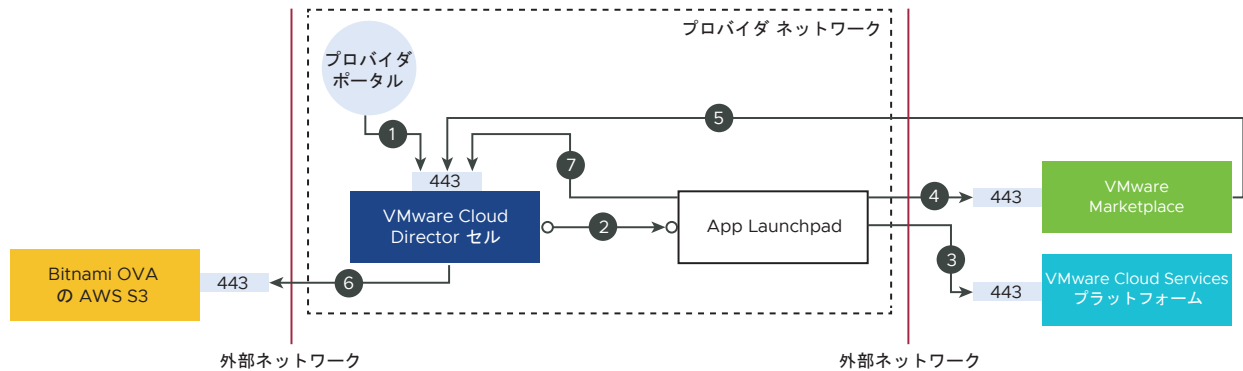 プロバイダ ネットワーク
プロバイダ
ポータル
1
5
7
443
VMware Cloud
Director セル
2
App Launchpad
4
443
VMware
Marketplace
3
443
VMware Cloud Services
プラットフォーム
6
443
Bitnami OVA
の AWS S3
外部ネットワーク
外部ネットワーク